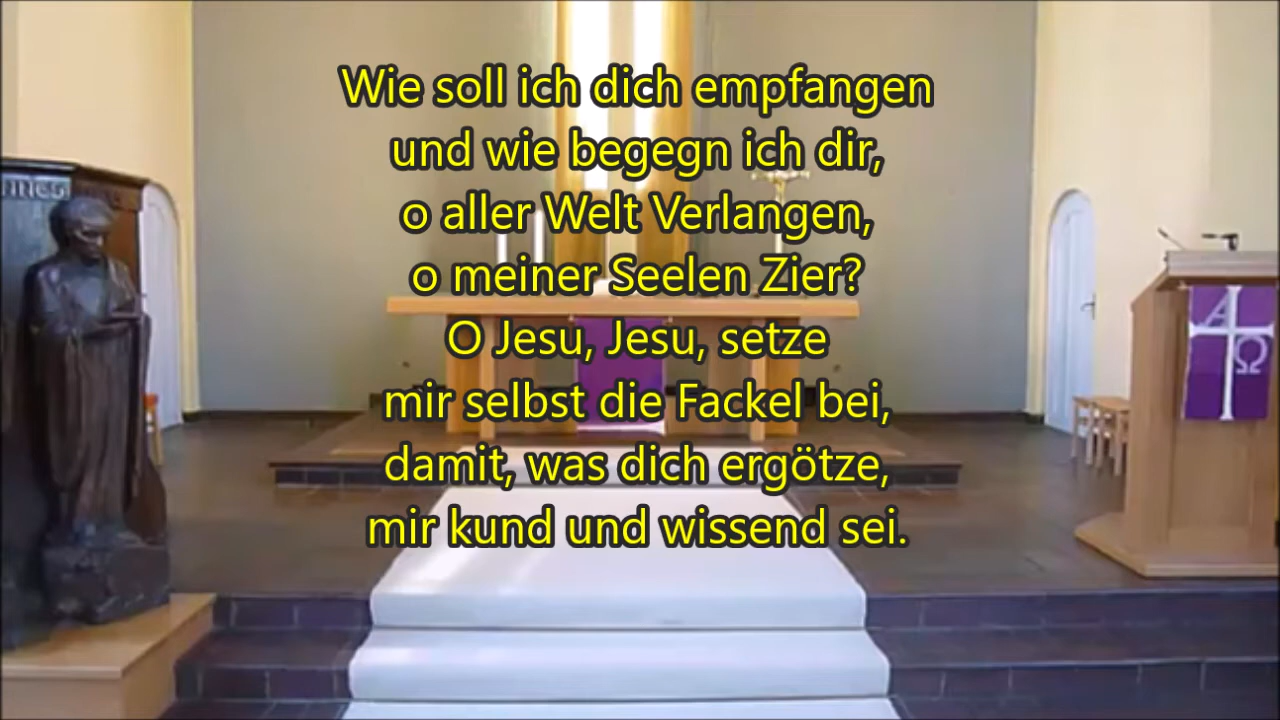 Wie soll ich dich empfangen
und wie begegn ich dir,
o aller Welt Verlangen,
o meiner Seelen Zier?
O Jesu, Jesu, setze
mir selbst die Fackel bei,
damit, was dich ergötze,
mir kund und wissend sei.
Α
Ω